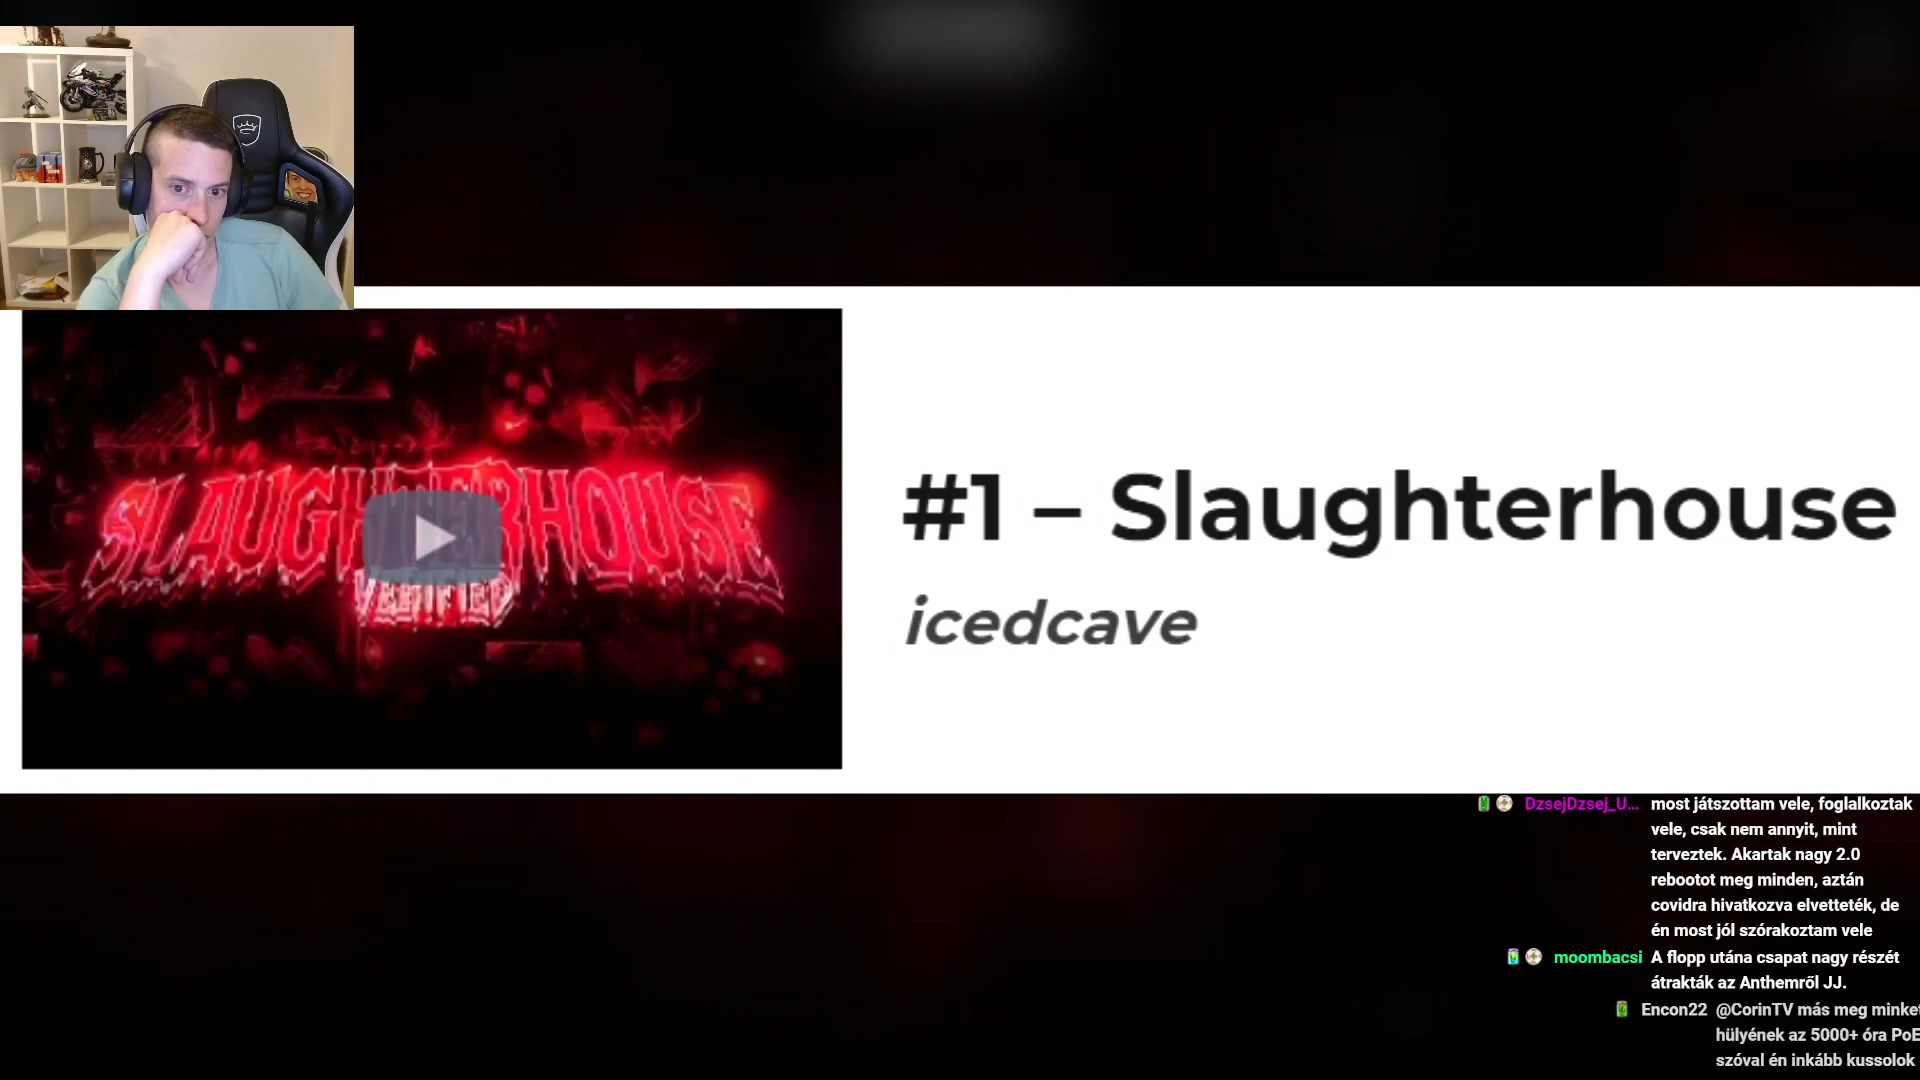 SLAUGHTERHOUSE
VERIFIED
#1 – Slaughterhouse
icedcave
DzsejDzsej_U... most játszottam vele, foglalkoztak
vele, csak nem annyit, mint
terveztek. Akartak nagy 2.0
rebootot meg minden, aztán
covidra hivatkozva elvetették, de
én most jól szórakoztam vele
moombacsi A flopp utána csapat nagy részét
átrakták az Anthemről JJ.
Encon22 @CorinTV más meg minket
hülyének az 5000+ óra PoE
szóval én inkább kussolok